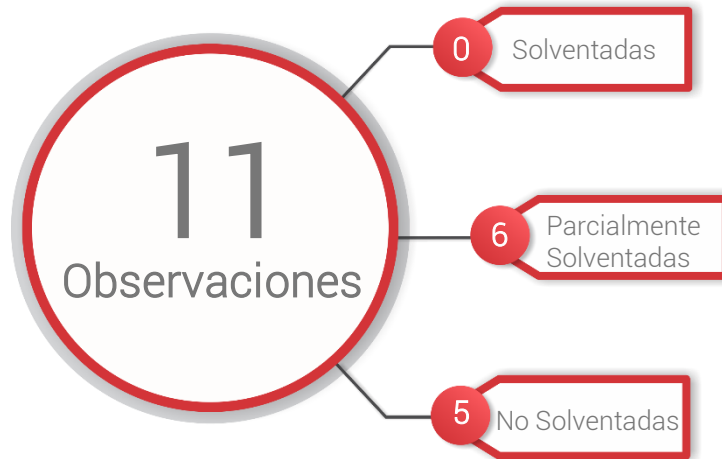 11
Observaciones
0
Solventadas
6
Parcialmente
Solventadas
5
No Solventadas